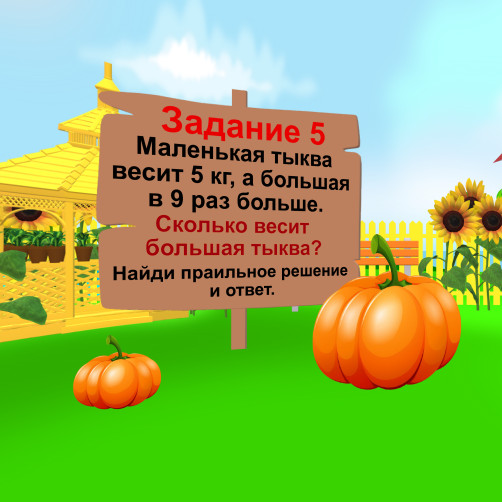 Задание 5
Маленькая тыква
весит 5 кг, а большая
в 9 раз больше.
Сколько весит
большая тыква?
Найди праильное решение
и ответ.